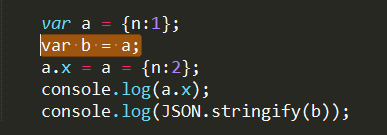 var a = {n:1};
var b = a;
a.x = a = {n:2};
console.log(a.x);
console.log(JSON.stringify(b));